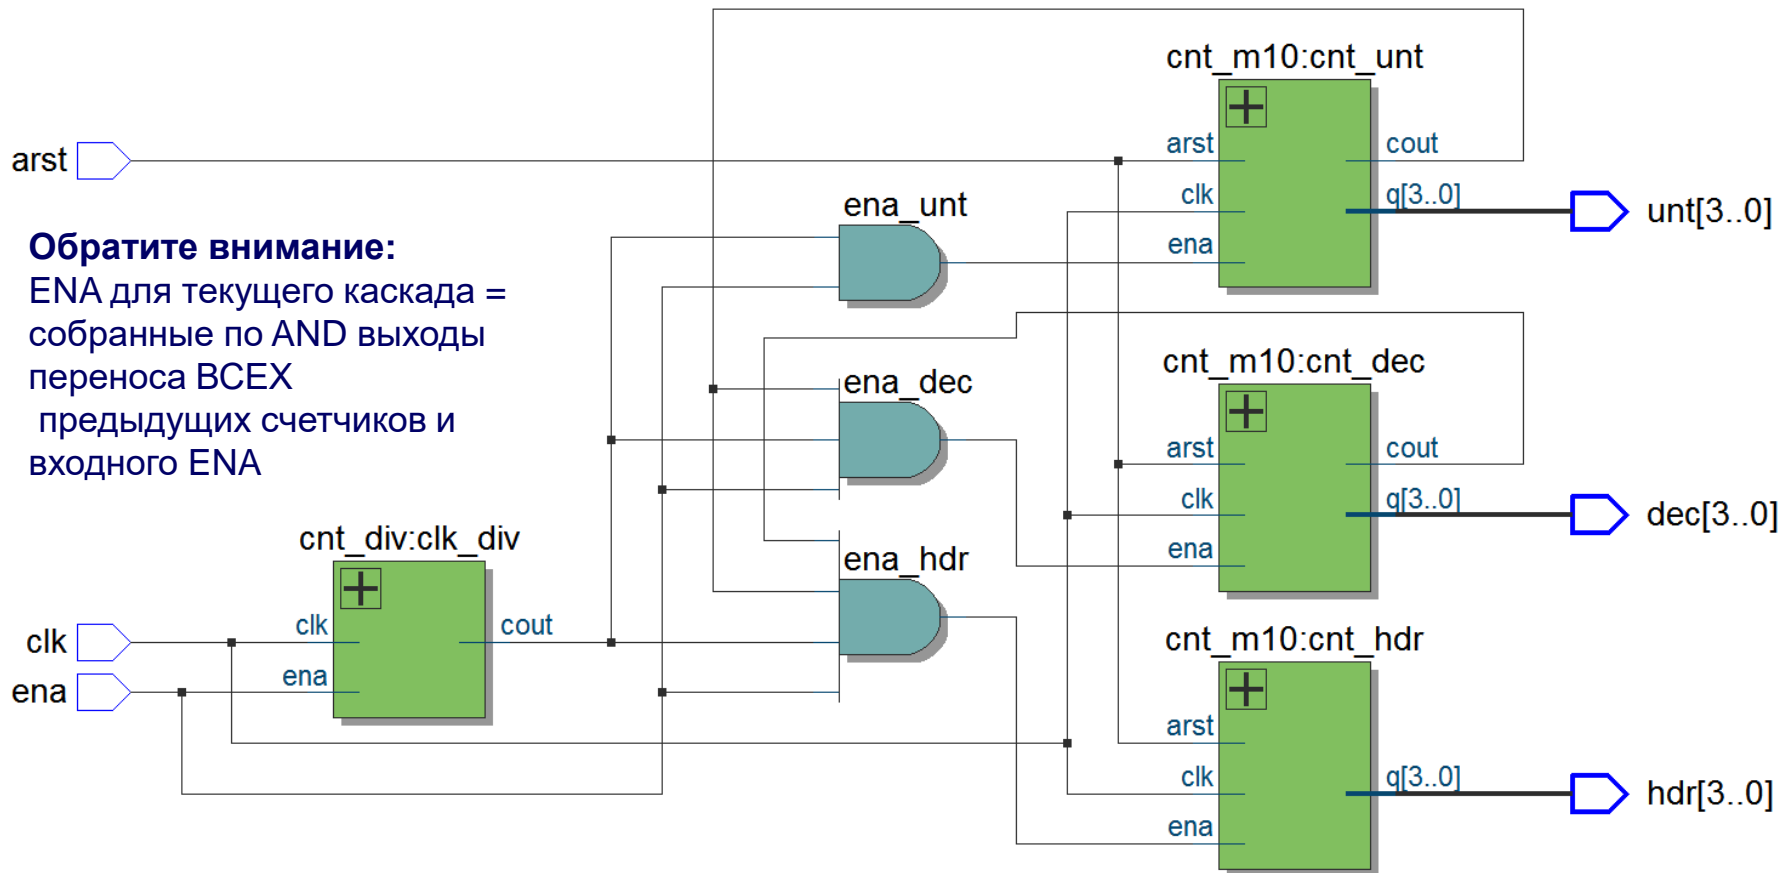 cnt_m10:cnt_unt
arst
arst
cout
clk
q[3..0]
unt[3..0]
ena
ena_unt
Обратите внимание:
ENA для текущего каскада =
собранные по AND выходы
переноса ВСЕХ
предыдущих счетчиков и
входного ENA
cnt_m10:cnt_dec
ena_dec
arst
cout
clk
q[3..0]
dec[3..0]
ena
cnt_div:clk_div
ena_hdr
clk
clk
cout
ena
ena
cnt_m10:cnt_hdr
arst
clk
q[3..0]
hdr[3..0]
ena